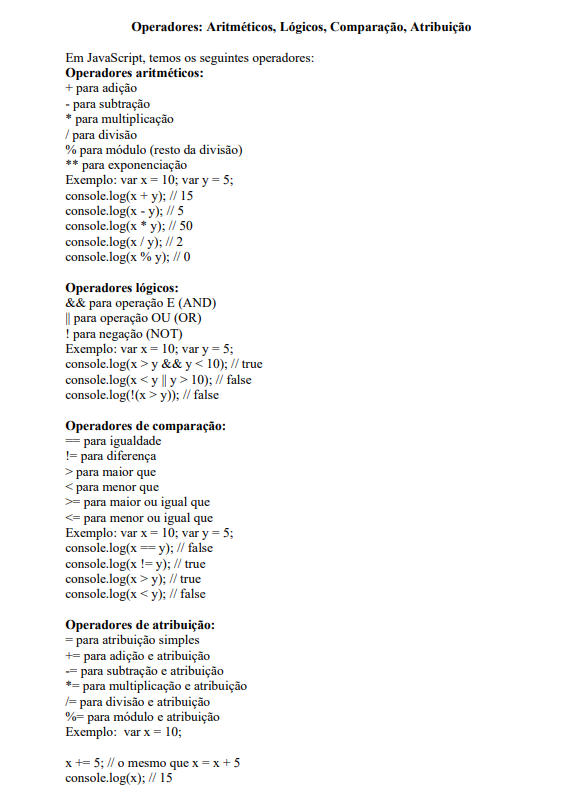 Operadores: Aritméticos, Lógicos, Comparação, Atribuição
Em JavaScript, temos os seguintes operadores:
Operadores aritméticos:
+ para adição
- para subtração
* para multiplicação
/ para divisão
% para módulo (resto da divisão)
** para exponenciação
Exemplo: var x = 10; var y = 5;
console.log(x + y); // 15
console.log(x - y); // 5
console.log(x * y); // 50
console.log(x / y); // 2
console.log(x % y); // 0
Operadores lógicos:
&& para operação E (AND)
|| para operação OU (OR)
! para negação (NOT)
Exemplo: var x = 10; var y = 5;
console.log(x > y && y < 10); // true
console.log(x < y || y > 10); // false
console.log(!(x > y)); // false
Operadores de comparação:
== para igualdade
!= para diferença
> para maior que
< para menor que
>= para maior ou igual que
<= para menor ou igual que
Exemplo: var x = 10; var y = 5;
console.log(x == y); // false
console.log(x != y); // true
console.log(x > y); // true
console.log(x < y); // false
Operadores de atribuição:
= para atribuição simples
+= para adição e atribuição
-= para subtração e atribuição
*= para multiplicação e atribuição
/= para divisão e atribuição
%= para módulo e atribuição
Exemplo:  var x = 10;
x += 5; // o mesmo que x = x + 5
console.log(x); // 15